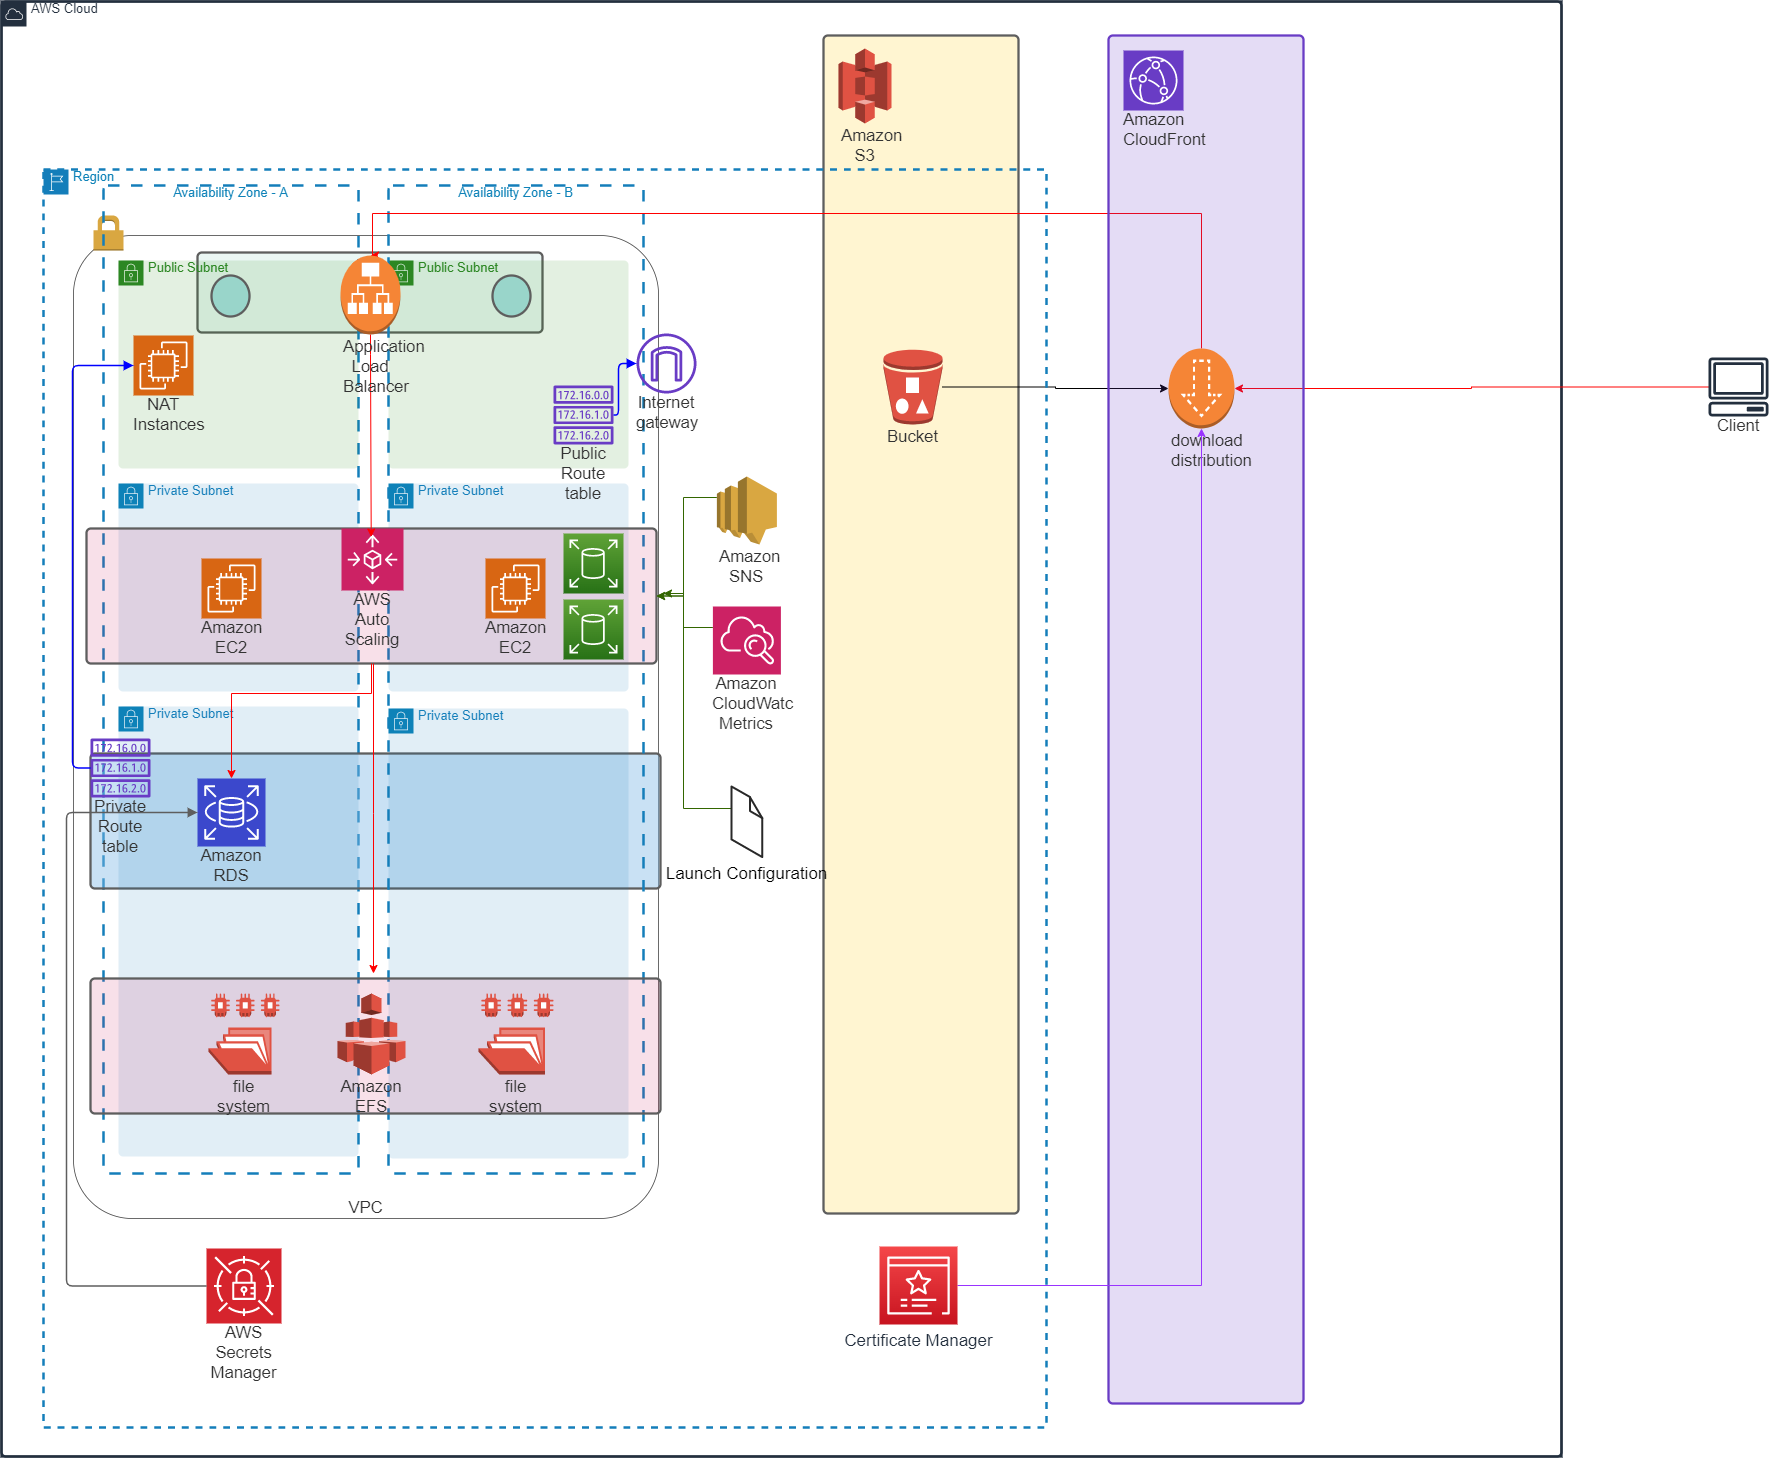 AWS Cloud
Amazon
S3
Amazon
CloudFront
Region
Availability Zone - A
Availability Zone - B
Public Subnet
Public Subnet
Application
Load
Balancer
NAT
Instances
172.16.0.0
172.16.1.0
172.16.2.0
Public
Route
table
Internet
gateway
Bucket
download
distribution
Client
Private Subnet
Private Subnet
Amazon
EC2
AWS
Auto
Scaling
Amazon
EC2
Amazon
SNS
Amazon
CloudWatc
Metrics
Private Subnet
Private Subnet
172.16.0.0
172.16.1.0
172.16.2.0
Private
Route
table
Amazon
RDS
Launch Configuration
file
system
Amazon
EFS
file
system
VPC
AWS
Secrets
Manager
Certificate Manager